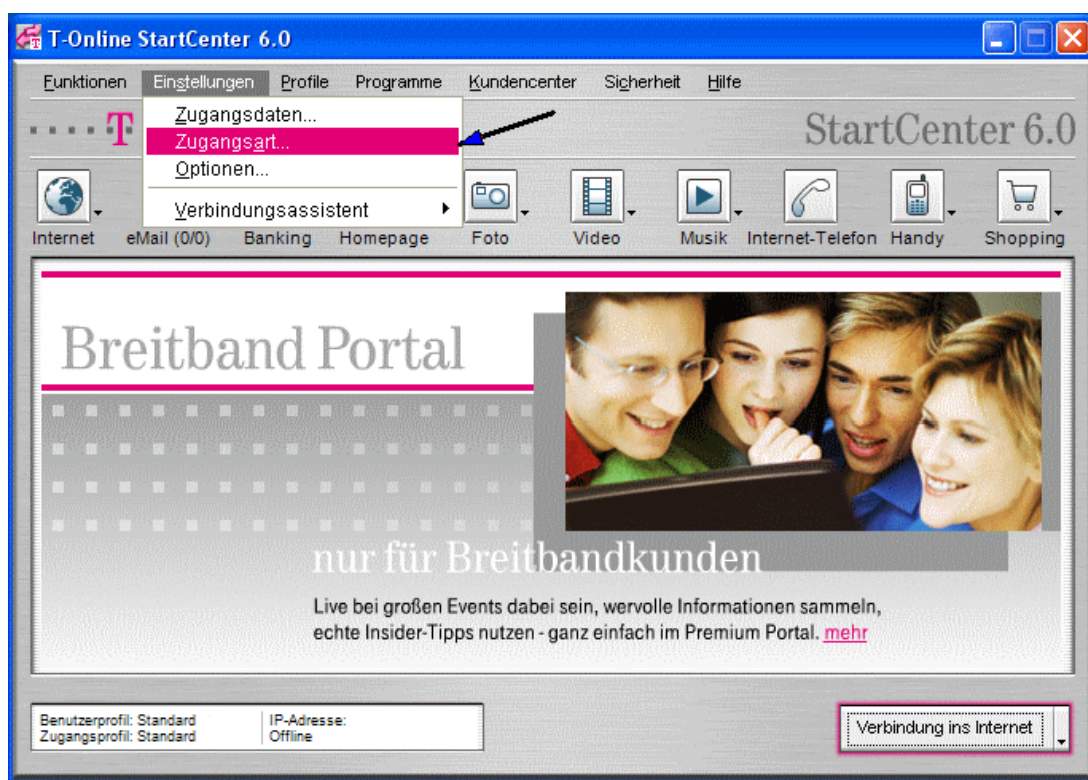 T-Online StartCenter 6.0
Funktionen Einstellungen Profile Programme Kundencenter Sicherheit Hilfe
Zugangsdaten...
Zugangsart...
Optionen...
Verbindungsassistent
T
StartCenter 6.0
Internet eMail (0/0) Banking Homepage Foto Video Musik Internet-Telefon Handy Shopping
Breitband Portal
nur für Breitbandkunden
Live bei großen Events dabei sein, wervolle Informationen sammeln,
echte Insider-Tipps nutzen - ganz einfach im Premium Portal. mehr
Benutzerprofil: Standard IP-Adresse:
Zugangsprofil: Standard Offline
Verbindung ins Internet